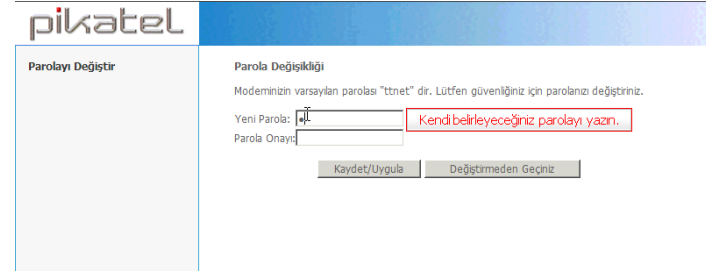 pikatel
Parolayı Değiştir
Parola Değişikliği
Modeminizin varsayılan parolası "ttnet" dir. Lütfen güvenliğiniz için parolanızı değiştiriniz.
Yeni Parola:
Kendi belirleyeceğiniz parolayı yazın.
Parola Onayı:
Kaydet/Uygula
Değiştirmeden Geçiniz